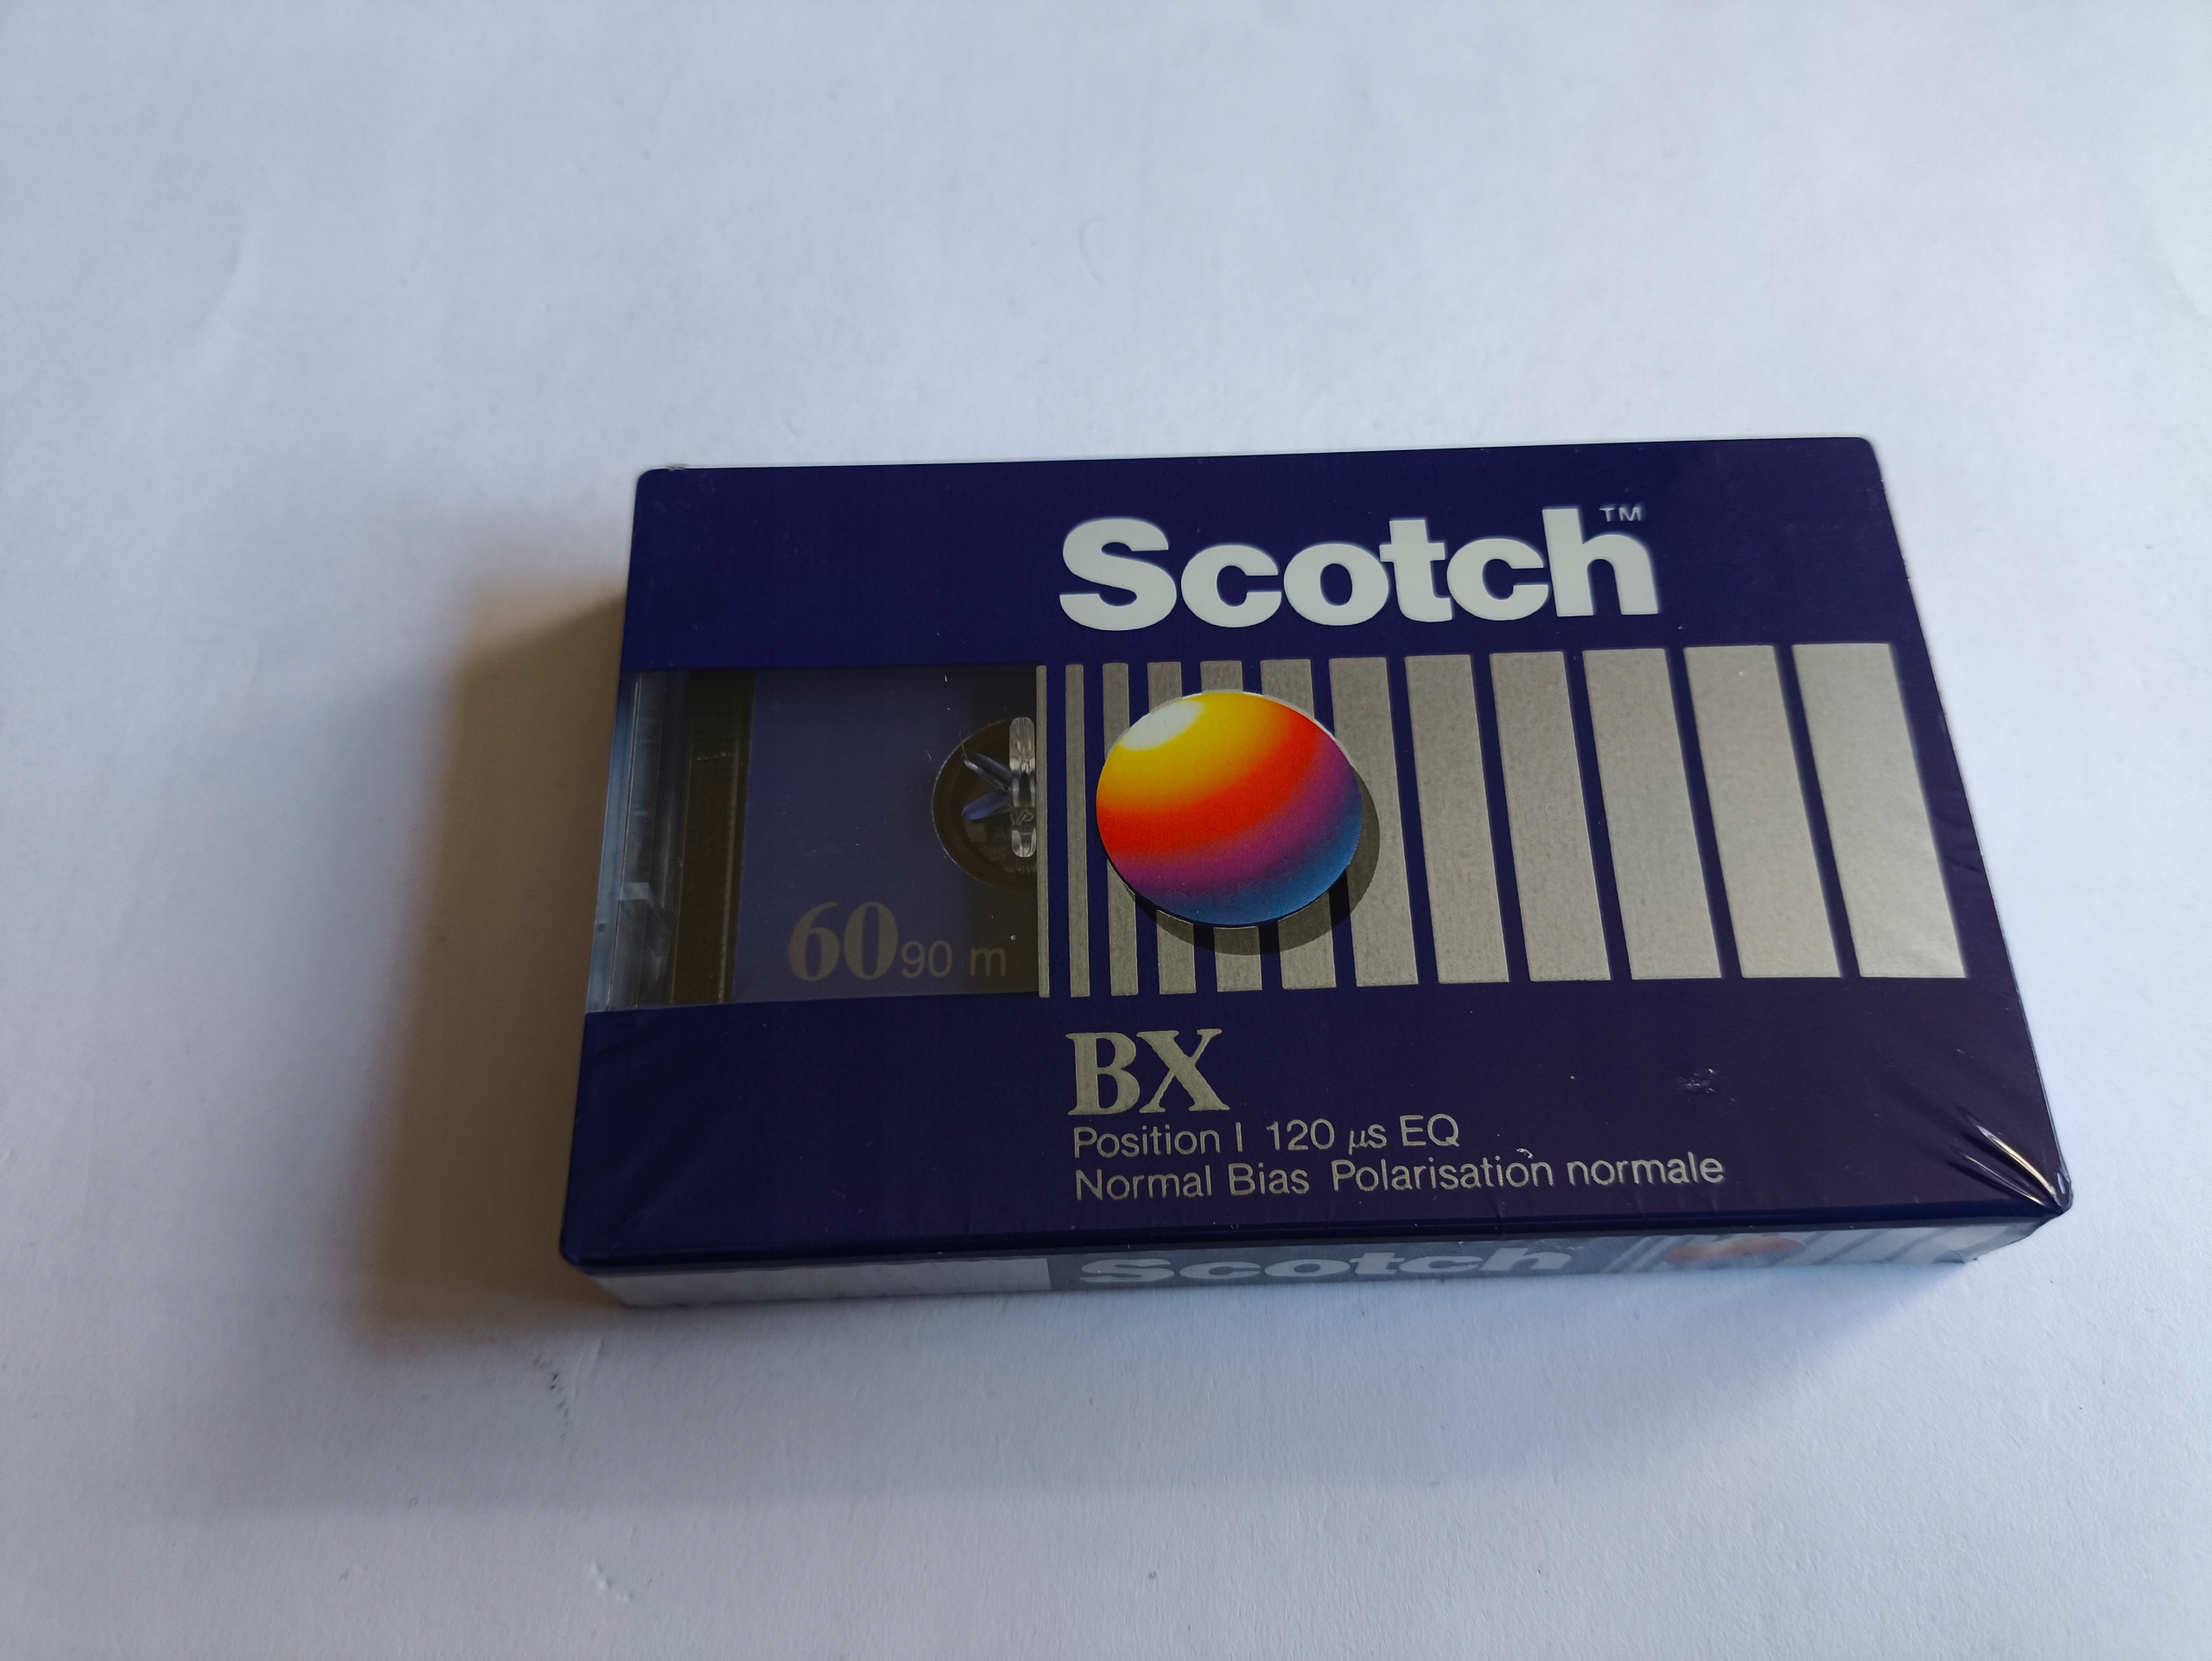 Scotch™
60 90 m
BX
Position I 120 µs EQ
Normal Bias Polarisation normale
Scotch